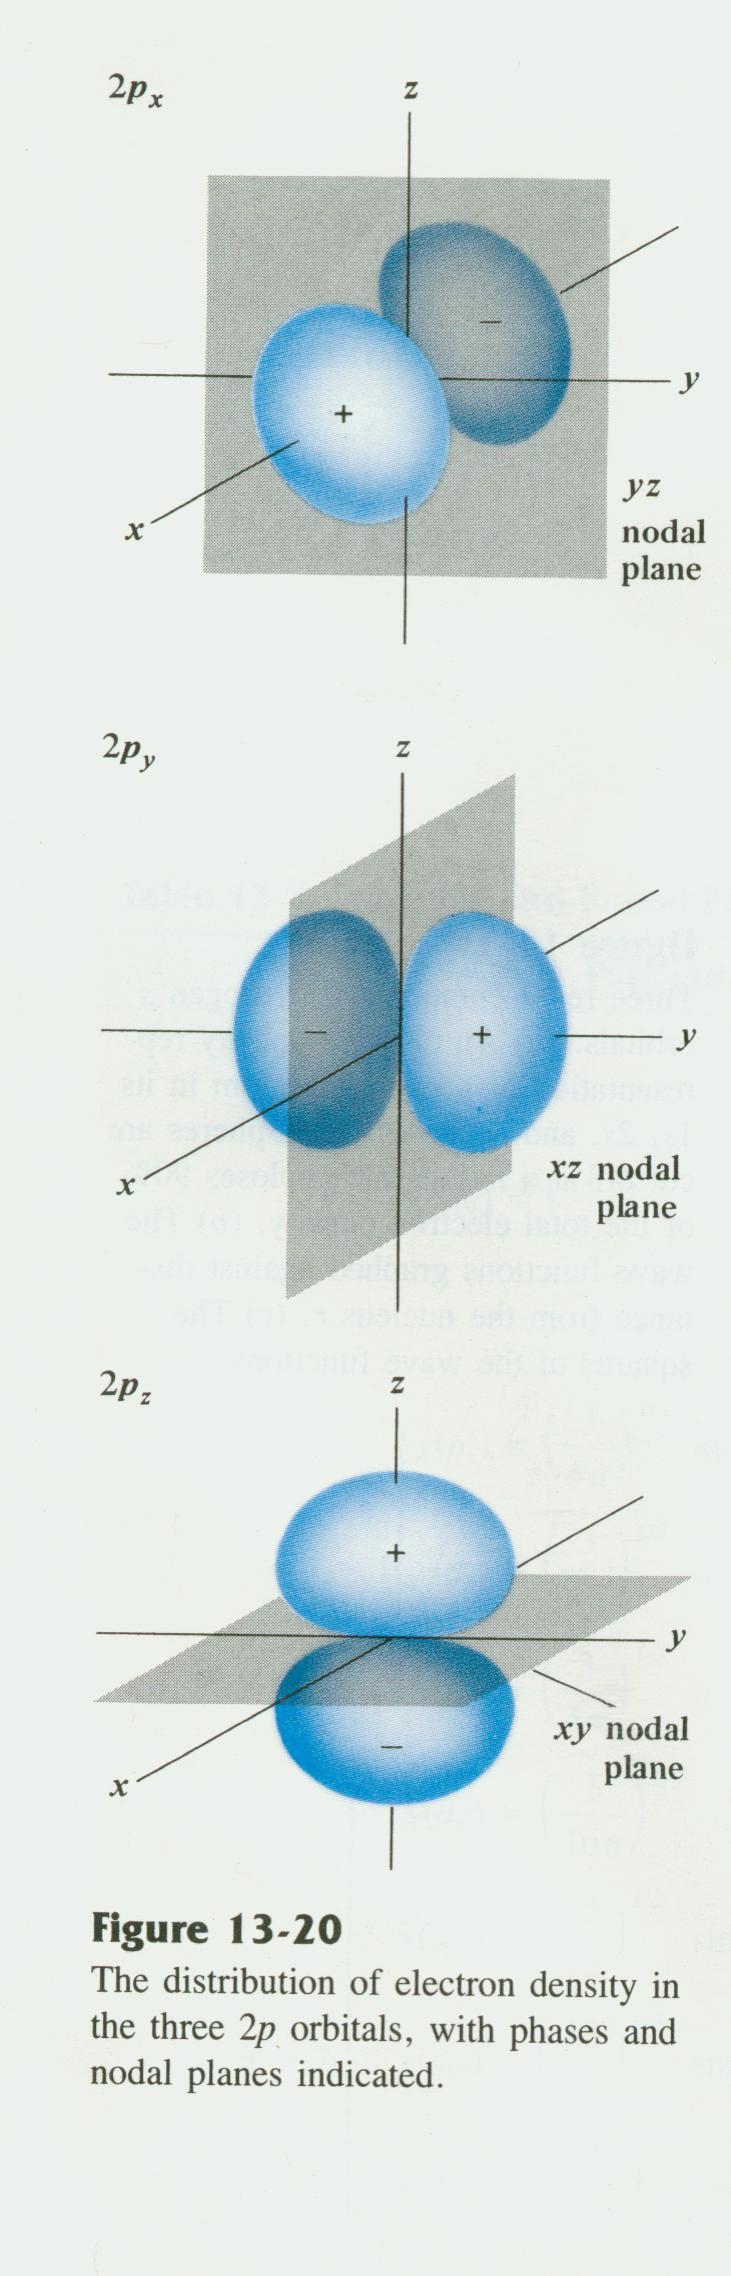 2px
z
−
y
+
x
yz
nodal
plane
2py
z
−
+
y
x
xz nodal
plane
2pz
z
+
y
xy nodal
−
plane
x
Figure 13-20
The distribution of electron density in
the three 2p orbitals, with phases and
nodal planes indicated.